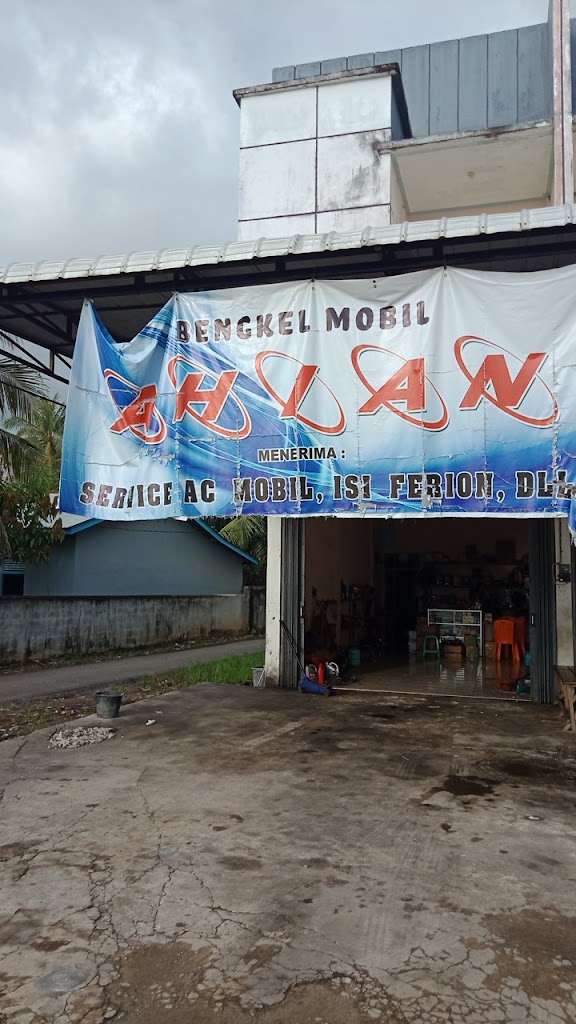 BENGKEL MOBIL
AHIAN
MENERIMA :
SERVICE AC MOBIL, ISI FERION, DLL